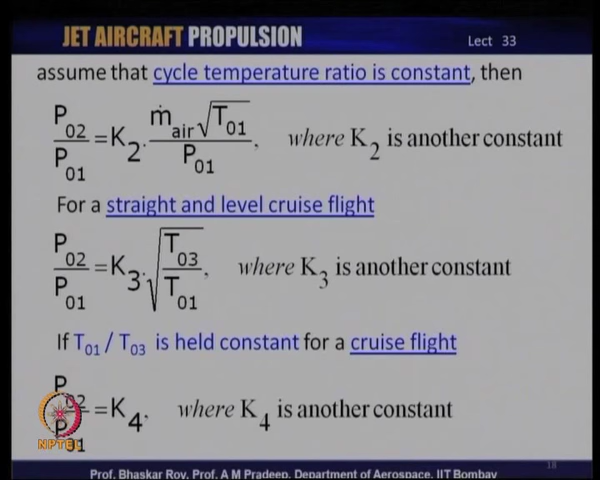 JET AIRCRAFT PROPULSION Lect 33
assume that cycle temperature ratio is constant, then
P02/P01 = K2. ṁair√T01/P01, where K2 is another constant
For a straight and level cruise flight
P02/P01 = K3.√(T03/T01), where K3 is another constant
If T01 / T03 is held constant for a cruise flight
P02/P01 = K4, where K4 is another constant
NPTEL
18
Prof. Bhaskar Roy, Prof. A M Pradeep, Department of Aerospace, IIT Bombay